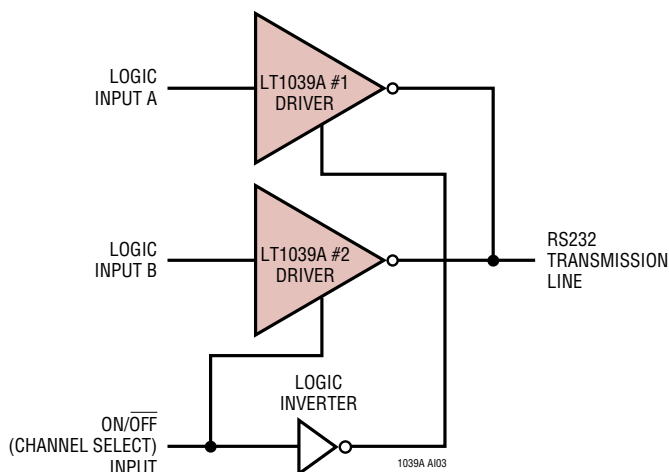 LOGIC
INPUT A
LT1039A #1
DRIVER
LOGIC
INPUT B
LT1039A #2
DRIVER
RS232
TRANSMISSION
LINE
LOGIC
INVERTER
ON/OFF
(CHANNEL SELECT)
INPUT
1039A AI03